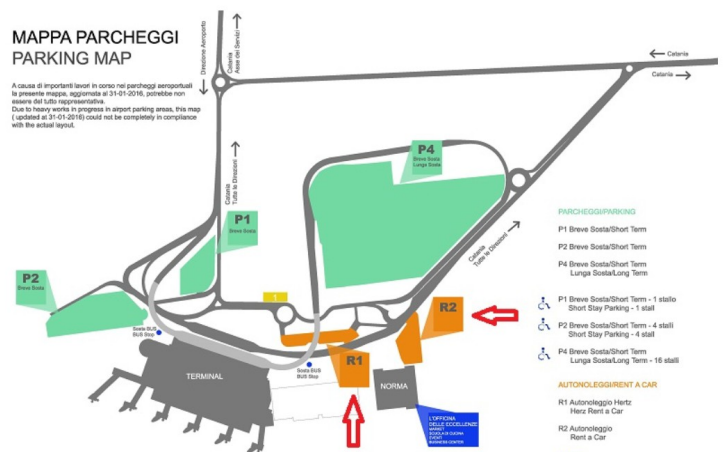 MAPPA PARCHEGGI
PARKING MAP
A causa di importanti lavori in corso nei parcheggi aeroportuali
la presente mappa, aggiornata al 31-01-2016, potrebbe non
essere del tutto rappresentativa.
Due to heavy works in progress in airport parking areas, this map
( updated at 31-01-2016) could not be completely in compliance
with the actual layout.
Direzione Aeroporto
Catania
Asse dei Servizi
Catania
Catania
Catania
Tutte le Direzioni
P4
Breve Sosta
Lunga Sosta
P1
Breve Sosta
P2
Breve Sosta
Catania
Tutte le Direzioni
T
R2
Sosta BUS
BUS Stop
Sosta BUS
BUS Stop
R1
TERMINAL
NORMA
L'OFFICINA
DELLE ECCELLENZE
MARKET
SCUOLA DI CUCINA
EVENTI
BUSINESS CENTER
PARCHEGGI/PARKING
P1 Breve Sosta/Short Term
P2 Breve Sosta/Short Term
P4 Breve Sosta/Short Term
Lunga Sosta/Long Term
P1 Breve Sosta/Short Term - 1 stallo
Short Stay Parking - 1 stall
P2 Breve Sosta/Short Term - 4 stalli
Short Stay Parking - 4 stall
P4 Breve Sosta/Short Term
Lunga Sosta/Long Term - 16 stalli
AUTONOLEGGI/RENT A CAR
R1 Autonoleggio Hertz
Herz Rent a Car
R2 Autonoleggio
Rent a Car